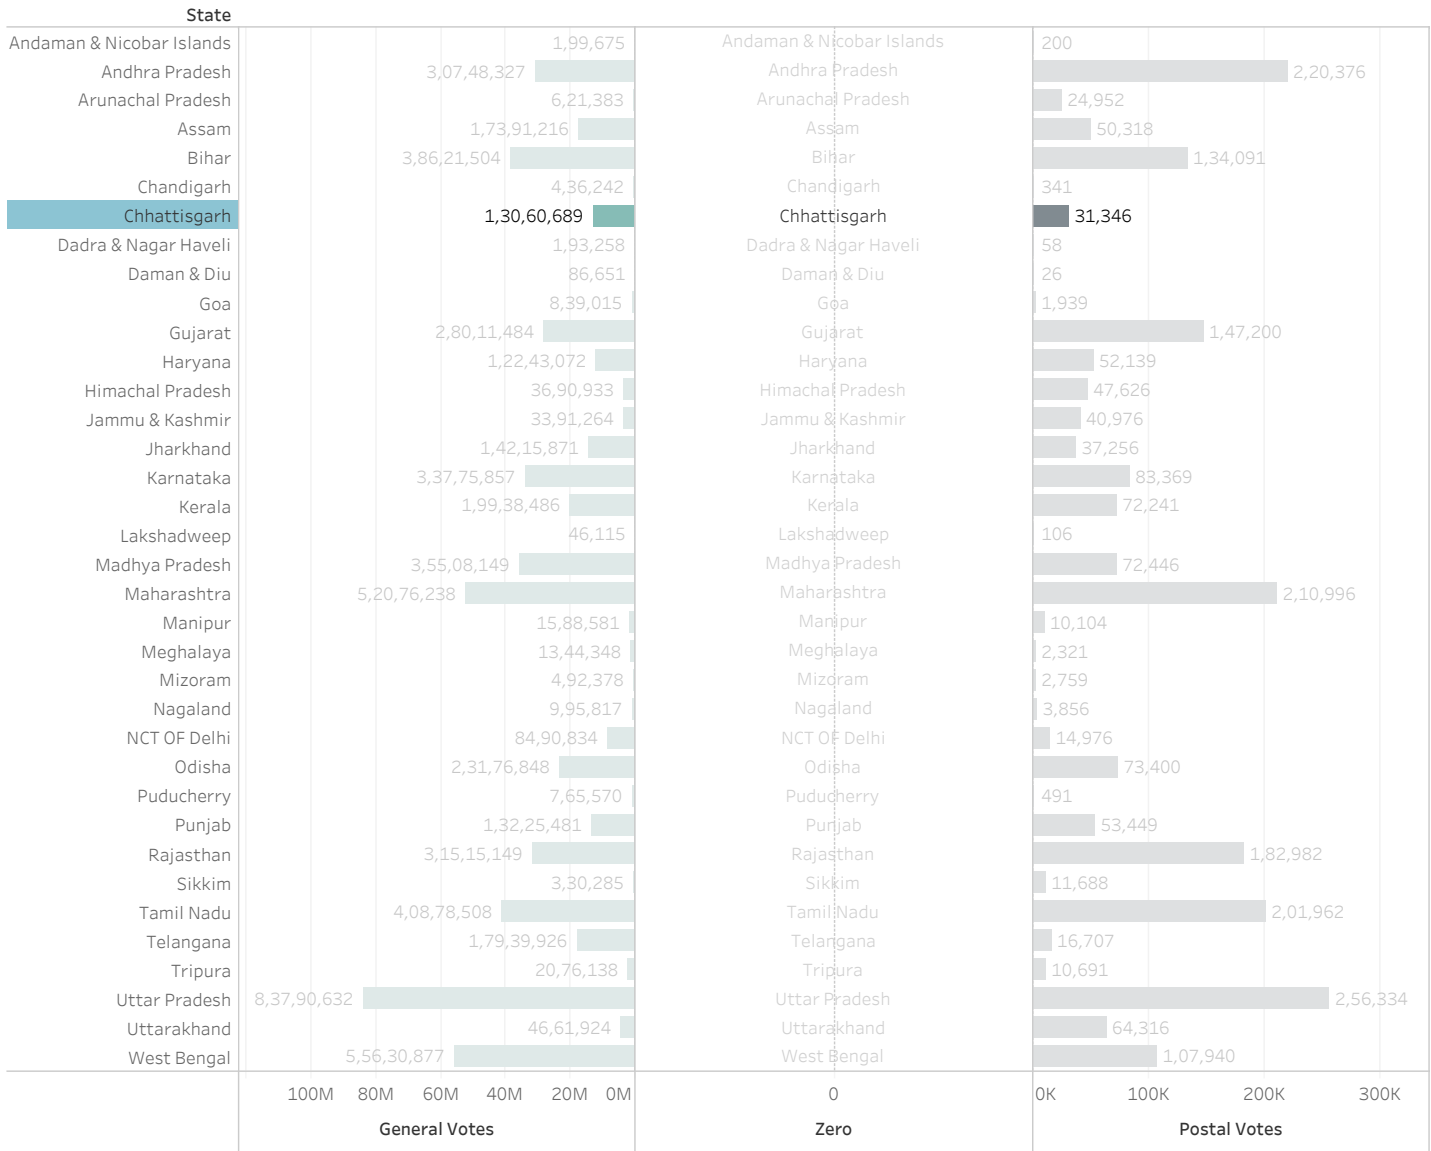 State
Andaman & Nicobar Islands 1,99,675 Andaman & Nicobar Islands 200
Andhra Pradesh 3,07,48,327 Andhra Pradesh 2,20,376
Arunachal Pradesh 6,21,383 Arunachal Pradesh 24,952
Assam 1,73,91,216 Assam 50,318
Bihar 3,86,21,504 Bihar 1,34,091
Chandigarh 4,36,242 Chandigarh 341
Chhattisgarh 1,30,60,689 Chhattisgarh 31,346
Dadra & Nagar Haveli 1,93,258 Dadra & Nagar Haveli 58
Daman & Diu 86,651 Daman & Diu 26
Goa 8,39,015 Goa 1,939
Gujarat 2,80,11,484 Gujarat 1,47,200
Haryana 1,22,43,072 Haryana 52,139
Himachal Pradesh 36,90,933 Himachal Pradesh 47,626
Jammu & Kashmir 33,91,264 Jammu & Kashmir 40,976
Jharkhand 1,42,15,871 Jharkhand 37,256
Karnataka 3,37,75,857 Karnataka 83,369
Kerala 1,99,38,486 Kerala 72,241
Lakshadweep 46,115 Lakshadweep 106
Madhya Pradesh 3,55,08,149 Madhya Pradesh 72,446
Maharashtra 5,20,76,238 Maharashtra 2,10,996
Manipur 15,88,581 Manipur 10,104
Meghalaya 13,44,348 Meghalaya 2,321
Mizoram 4,92,378 Mizoram 2,759
Nagaland 9,95,817 Nagaland 3,856
NCT OF Delhi 84,90,834 NCT OF Delhi 14,976
Odisha 2,31,76,848 Odisha 73,400
Puducherry 7,65,570 Puducherry 491
Punjab 1,32,25,481 Punjab 53,449
Rajasthan 3,15,15,149 Rajasthan 1,82,982
Sikkim 3,30,285 Sikkim 11,688
Tamil Nadu 4,08,78,508 Tamil Nadu 2,01,962
Telangana 1,79,39,926 Telangana 16,707
Tripura 20,76,138 Tripura 10,691
Uttar Pradesh 8,37,90,632 Uttar Pradesh 2,56,334
Uttarakhand 46,61,924 Uttarakhand 64,316
West Bengal 5,56,30,877 West Bengal 1,07,940
100M 80M 60M 40M 20M 0M 0 0K 100K 200K 300K
General Votes Zero Postal Votes